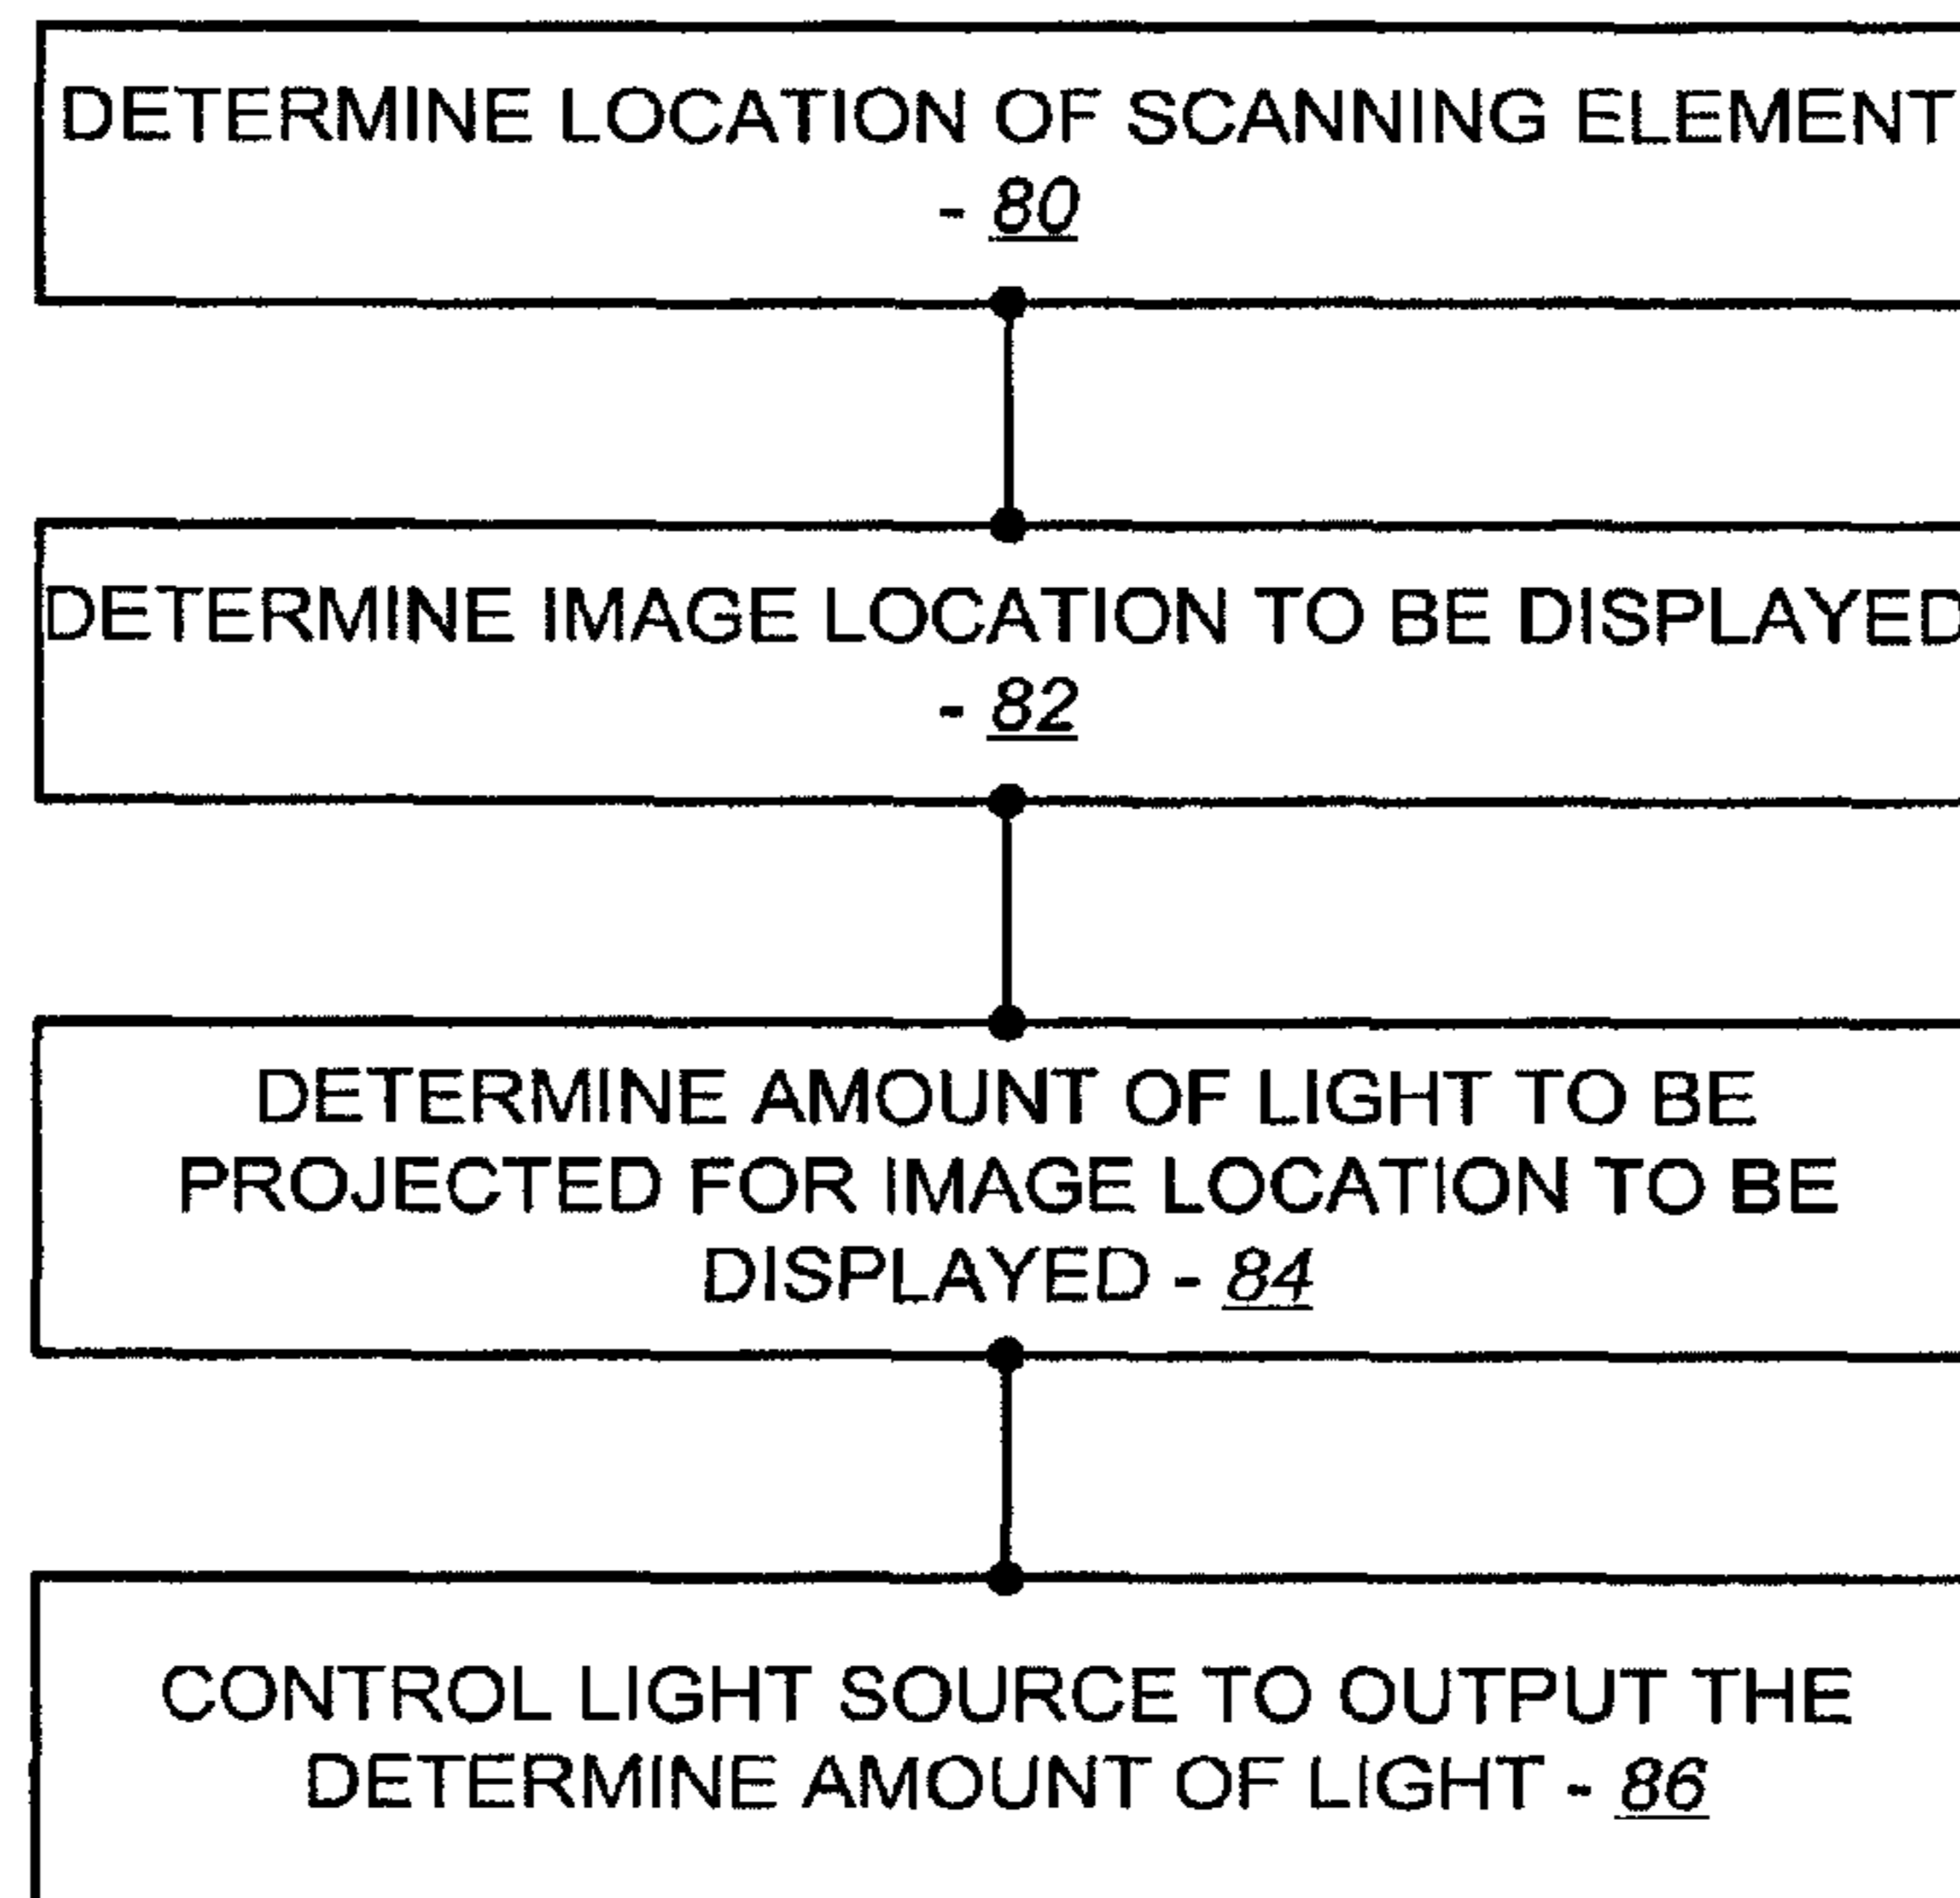 DETERMINE LOCATION OF SCANNING ELEMENT
- 80
DETERMINE IMAGE LOCATION TO BE DISPLAYED
- 82
DETERMINE AMOUNT OF LIGHT TO BE
PROJECTED FOR IMAGE LOCATION TO BE
DISPLAYED - 84
CONTROL LIGHT SOURCE TO OUTPUT THE
DETERMINE AMOUNT OF LIGHT - 86